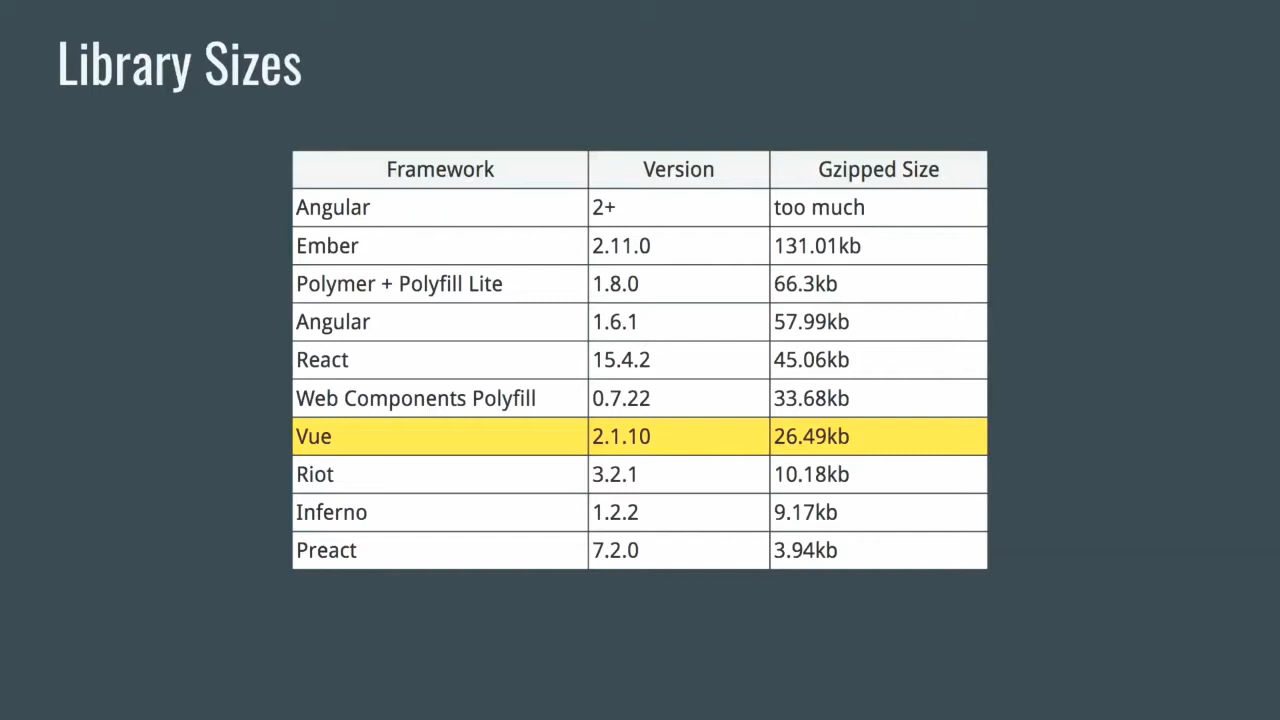 Library Sizes
Framework Version Gzipped Size
Angular 2+ too much
Ember 2.11.0 131.01kb
Polymer + Polyfill Lite 1.8.0 66.3kb
Angular 1.6.1 57.99kb
React 15.4.2 45.06kb
Web Components Polyfill 0.7.22 33.68kb
Vue 2.1.10 26.49kb
Riot 3.2.1 10.18kb
Inferno 1.2.2 9.17kb
Preact 7.2.0 3.94kb